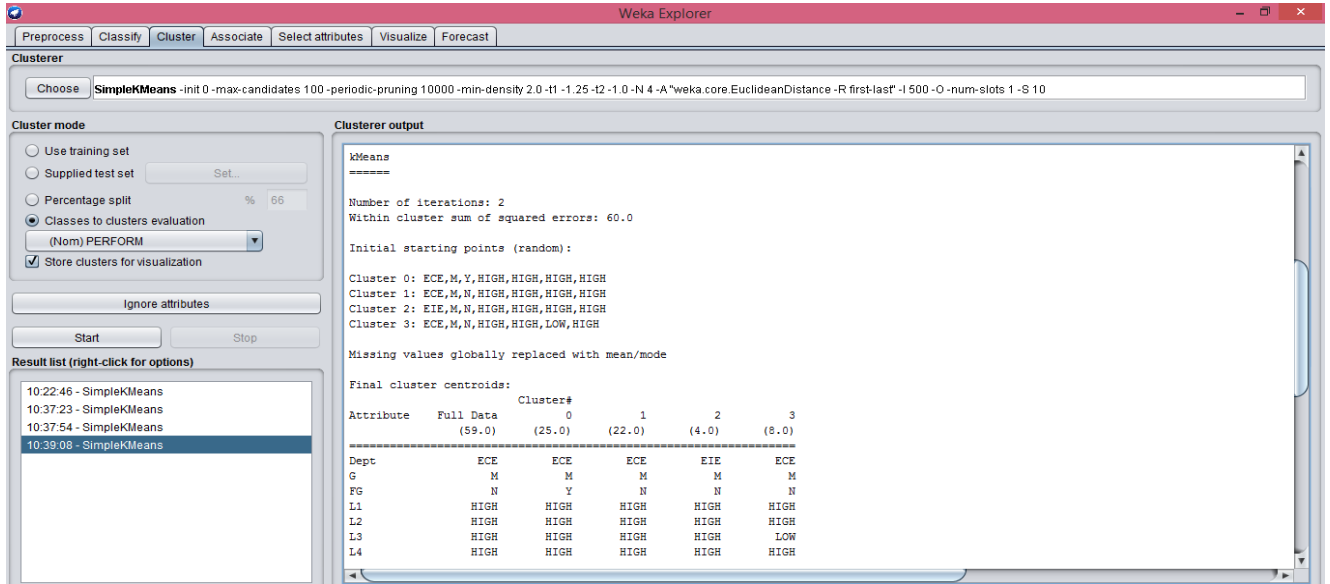 Weka Explorer
Preprocess Classify Cluster Associate Select attributes Visualize Forecast
Clusterer
Choose SimpleKMeans -init 0 -max-candidates 100 -periodic-pruning 10000 -min-density 2.0 -t1 -1.25 -t2 -1.0 -N 4 -A "weka.core.EuclideanDistance -R first-last" -I 500 -O -num-slots 1 -S 10
Cluster mode
Use training set
Supplied test set Set...
Percentage split % 66
Classes to clusters evaluation
(Nom) PERFORM
Store clusters for visualization
Ignore attributes
Start Stop
Result list (right-click for options)
10:22:46 - SimpleKMeans
10:37:23 - SimpleKMeans
10:37:54 - SimpleKMeans
10:39:08 - SimpleKMeans
Clusterer output
kMeans
======
Number of iterations: 2
Within cluster sum of squared errors: 60.0
Initial starting points (random):
Cluster 0: ECE,M,Y,HIGH,HIGH,HIGH,HIGH
Cluster 1: ECE,M,N,HIGH,HIGH,HIGH,HIGH
Cluster 2: EIE,M,N,HIGH,HIGH,HIGH,HIGH
Cluster 3: ECE,M,N,HIGH,HIGH,LOW,HIGH
Missing values globally replaced with mean/mode
Final cluster centroids:
Cluster#
Attribute Full Data 0 1 2 3
(59.0) (25.0) (22.0) (4.0) (8.0)
==========================================================================
Dept ECE ECE ECE EIE ECE
G M M M M M
FG N Y N N N
L1 HIGH HIGH HIGH HIGH HIGH
L2 HIGH HIGH HIGH HIGH HIGH
L3 HIGH HIGH HIGH HIGH LOW
L4 HIGH HIGH HIGH HIGH HIGH